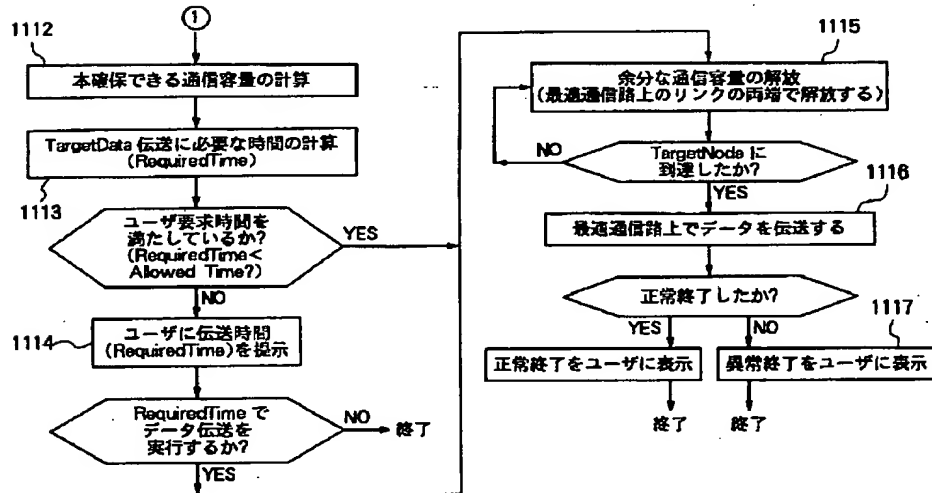 1
1112
本確保できる通信容量の計算
TargetData 伝送に必要な時間の計算
(RequiredTime)
1113
ユーザ要求時間を
満たしているか?
(RequiredTime<
Allowed Time?)
YES
NO
1114
ユーザに伝送時間
(RequiredTime)を提示
RequiredTime で
データ伝送を
実行するか?
NO
終了
YES
1115
余分な通信容量の解放
(最適通信路上のリンクの両端で解放する)
NO
TargetNode に
到達したか?
YES
1116
最適通信路上でデータを伝送する
正常終了したか?
YES
NO
1117
正常終了をユーザに表示
異常終了をユーザに表示
終了
終了